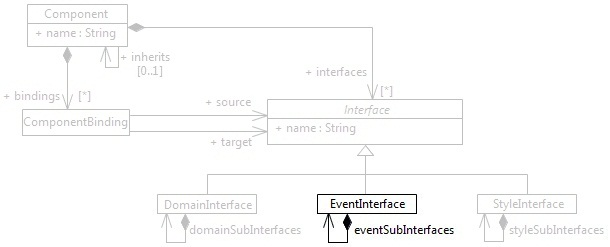 Component
+ name : String
+ inherits
[0..1]
+ interfaces
+ bindings
[*]
[*]
+ source
Interface
ComponentBinding
+ name : String
+ target
DomainInterface
EventInterface
StyleInterface
domainSubInterfaces
eventSubInterfaces
styleSubInterfaces